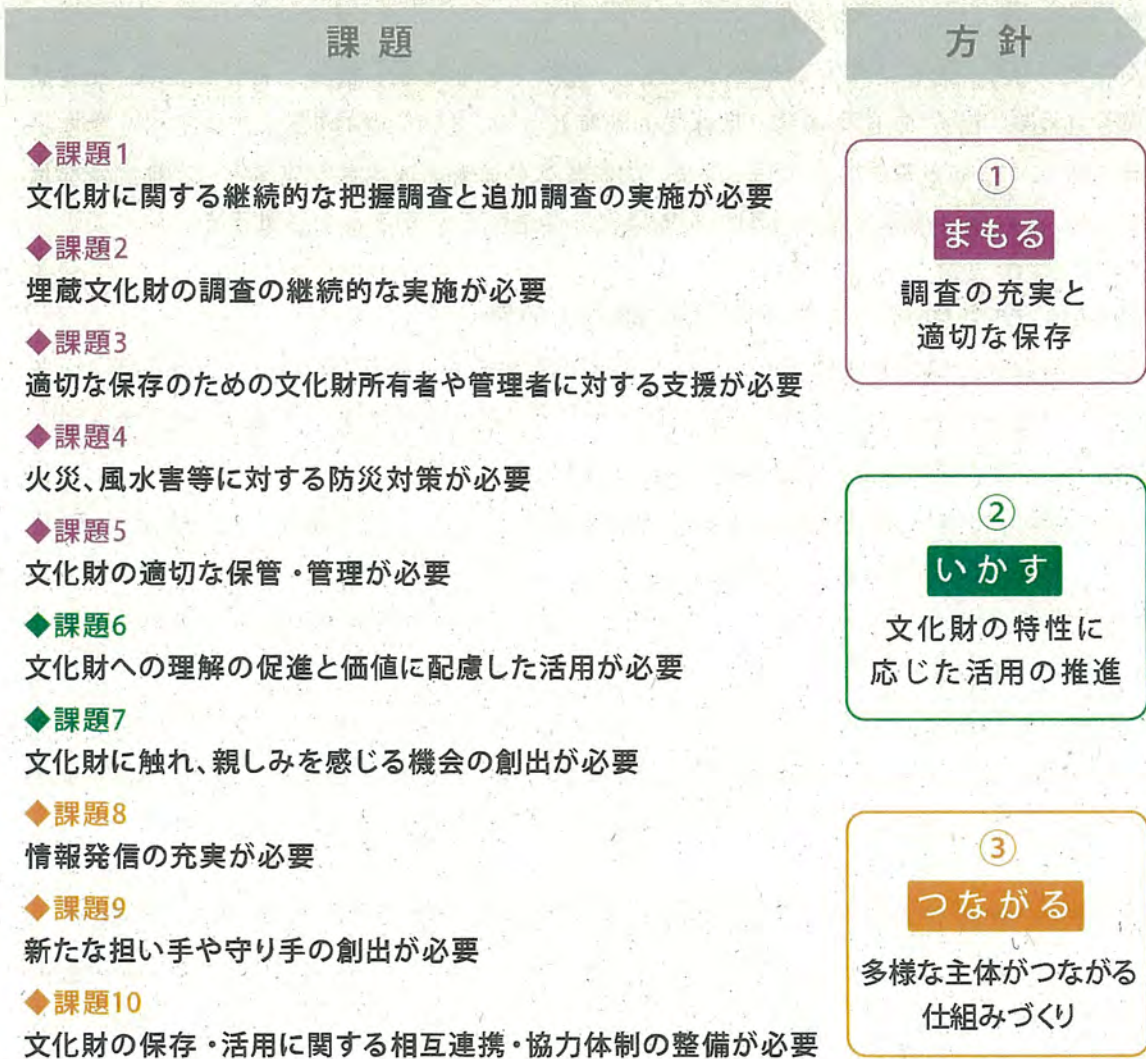 課題
◆課題1
文化財に関する継続的な把握調査と追加調査の実施が必要
◆課題2
埋蔵文化財の調査の継続的な実施が必要
◆課題3
適切な保存のための文化財所有者や管理者に対する支援が必要
◆課題4
火災、風水害等に対する防災対策が必要
◆課題5
文化財の適切な保管・管理が必要
◆課題6
文化財への理解の促進と価値に配慮した活用が必要
◆課題7
文化財に触れ、親しみを感じる機会の創出が必要
◆課題8
情報発信の充実が必要
◆課題9
新たな担い手や守り手の創出が必要
◆課題10
文化財の保存・活用に関する相互連携・協力体制の整備が必要
方針
①
まもる
調査の充実と
適切な保存
②
いかす
文化財の特性に
応じた活用の推進
③
つながる
多様な主体がつながる
仕組みづくり